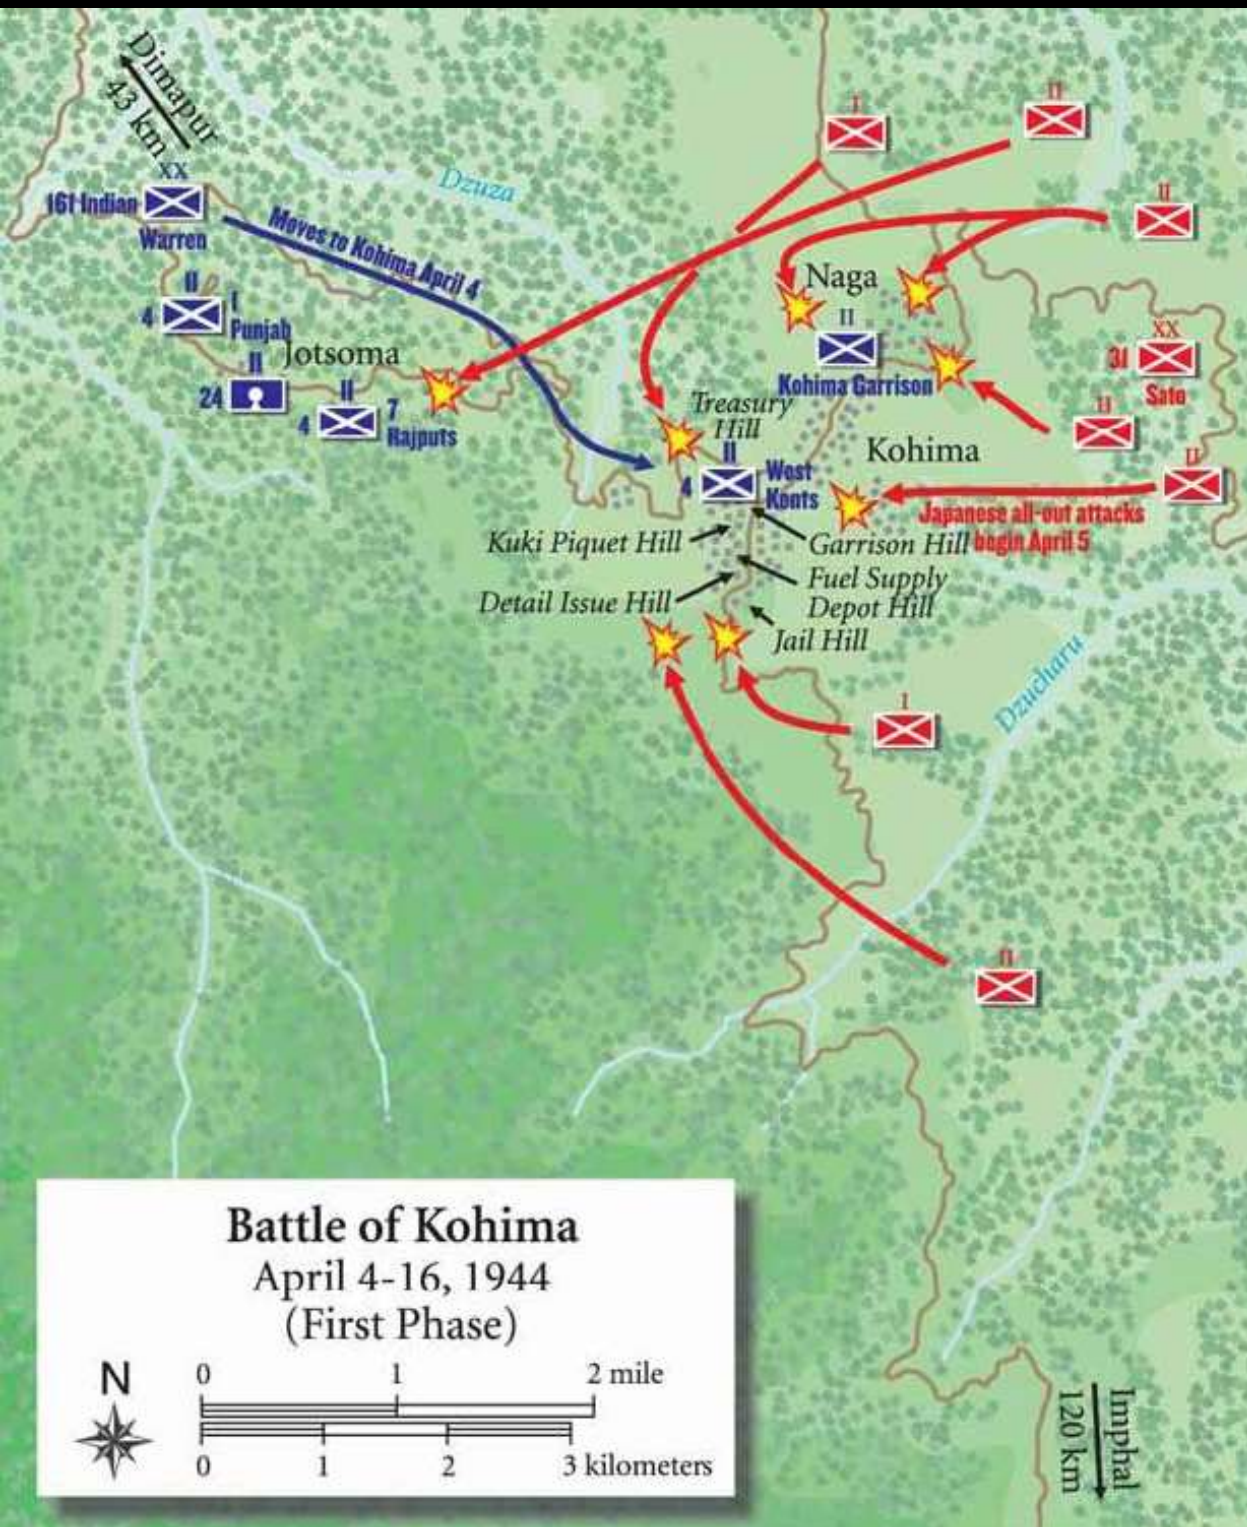 Dimapur
43 km
XX
161 Indian
Warren
Moves to Kohima April 4
Dzuza
I
II
II
II
4
1
Punjab
Jotsoma
II
24
II
4
7
Rajputs
Naga
II
Kohima Garrison
XX
31
Sato
Treasury
Hill
II
4
West
Kents
Kohima
II
II
Japanese all-out attacks
begin April 5
Kuki Piquet Hill
Garrison Hill
Fuel Supply
Depot Hill
Detail Issue Hill
Jail Hill
Dzucharu
I
II
Battle of Kohima
April 4-16, 1944
(First Phase)
N
0 1 2 mile
0 1 2 3 kilometers
Imphal
120 km